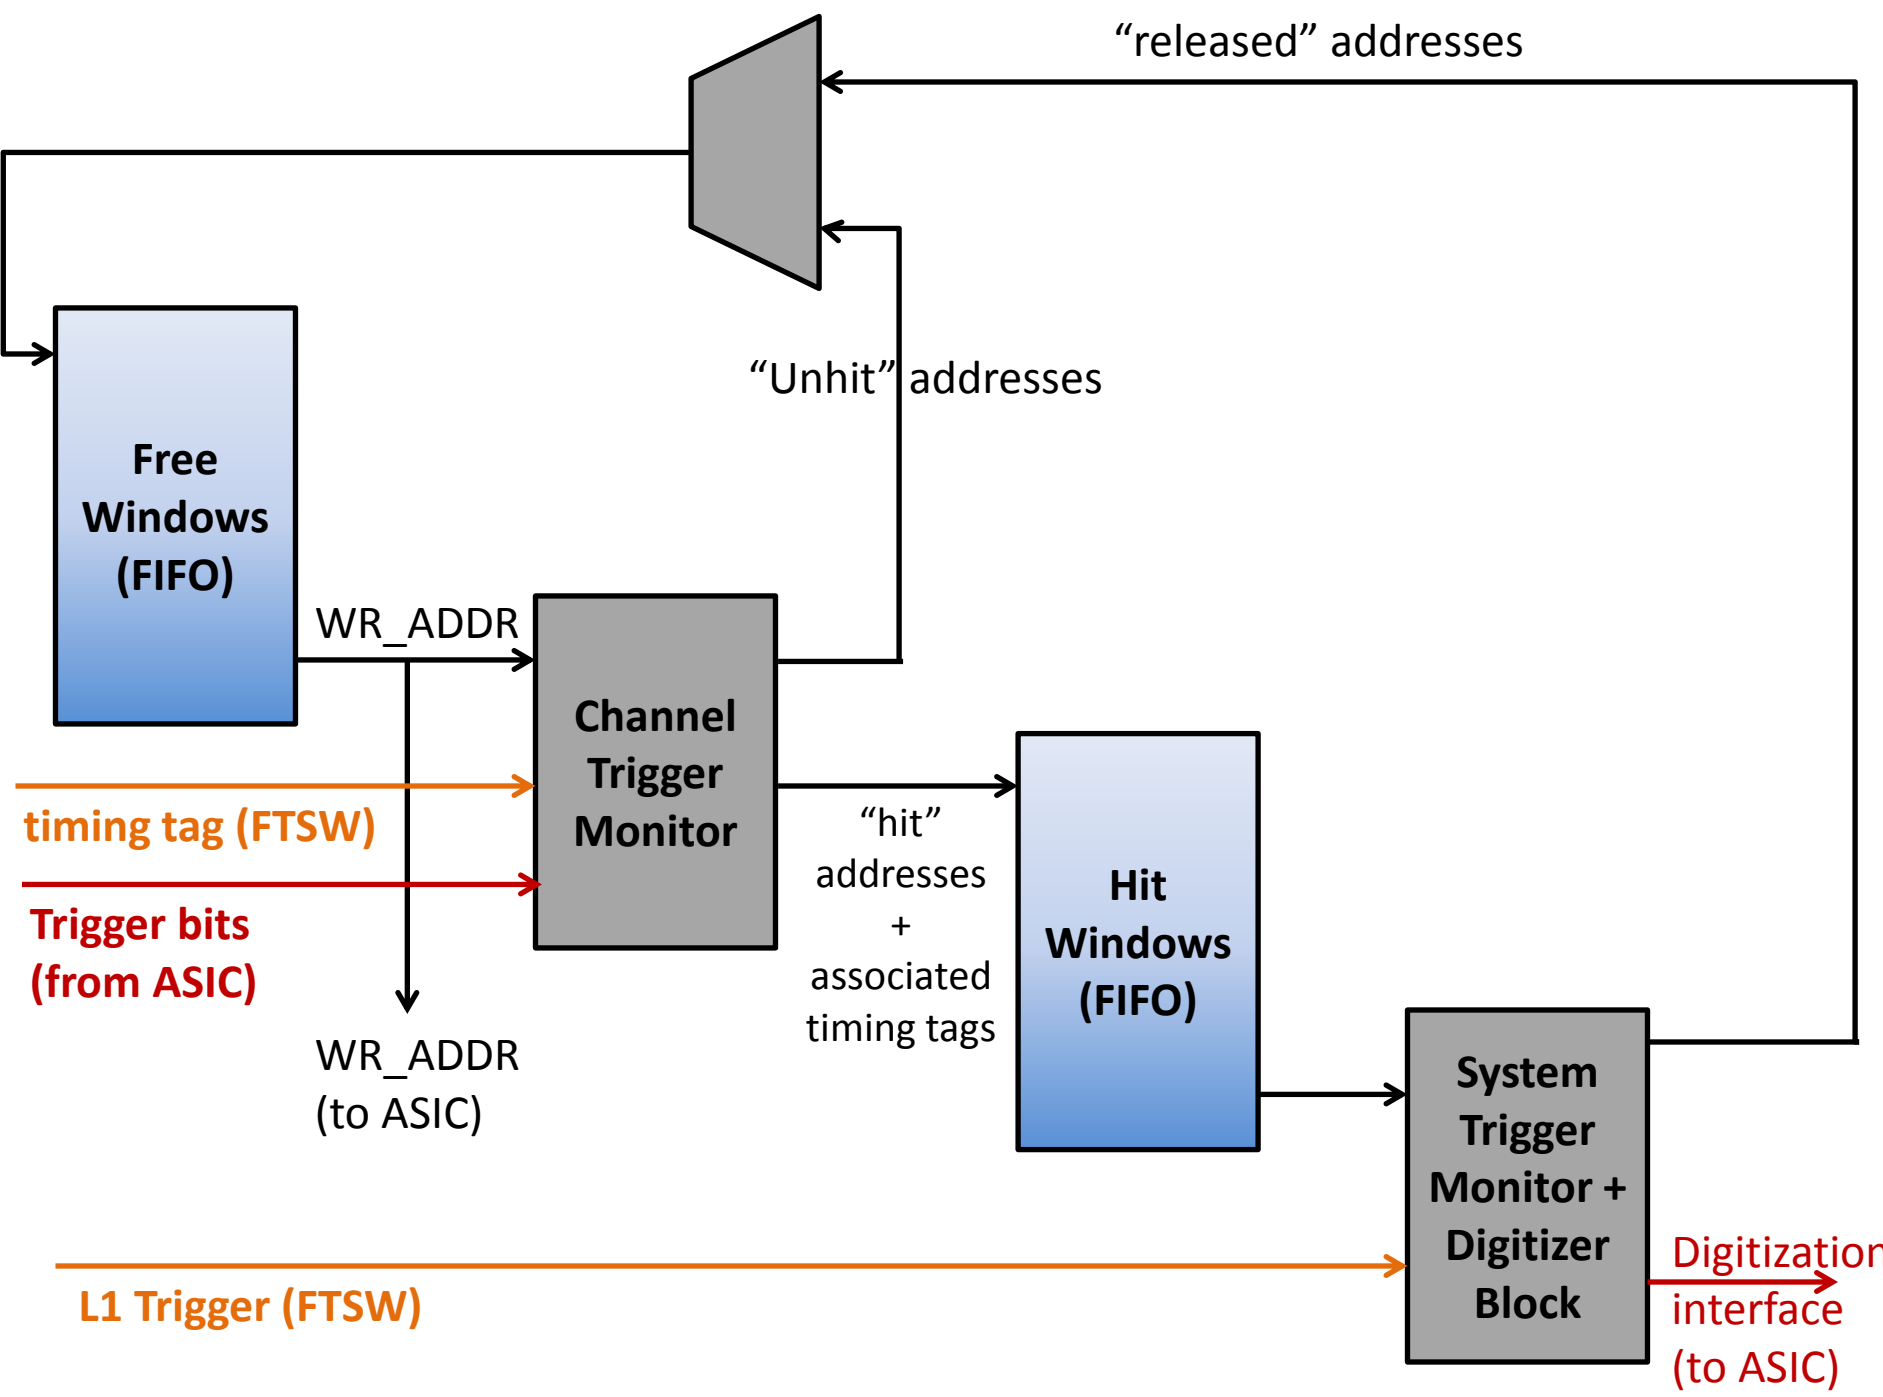 “released” addresses
“Unhit” addresses
Free
Windows
(FIFO)
WR_ADDR
Channel
Trigger
Monitor
timing tag (FTSW)
Trigger bits
(from ASIC)
WR_ADDR
(to ASIC)
“hit”
addresses
+
associated
timing tags
Hit
Windows
(FIFO)
System
Trigger
Monitor +
Digitizer
Block
L1 Trigger (FTSW)
Digitization
interface
(to ASIC)